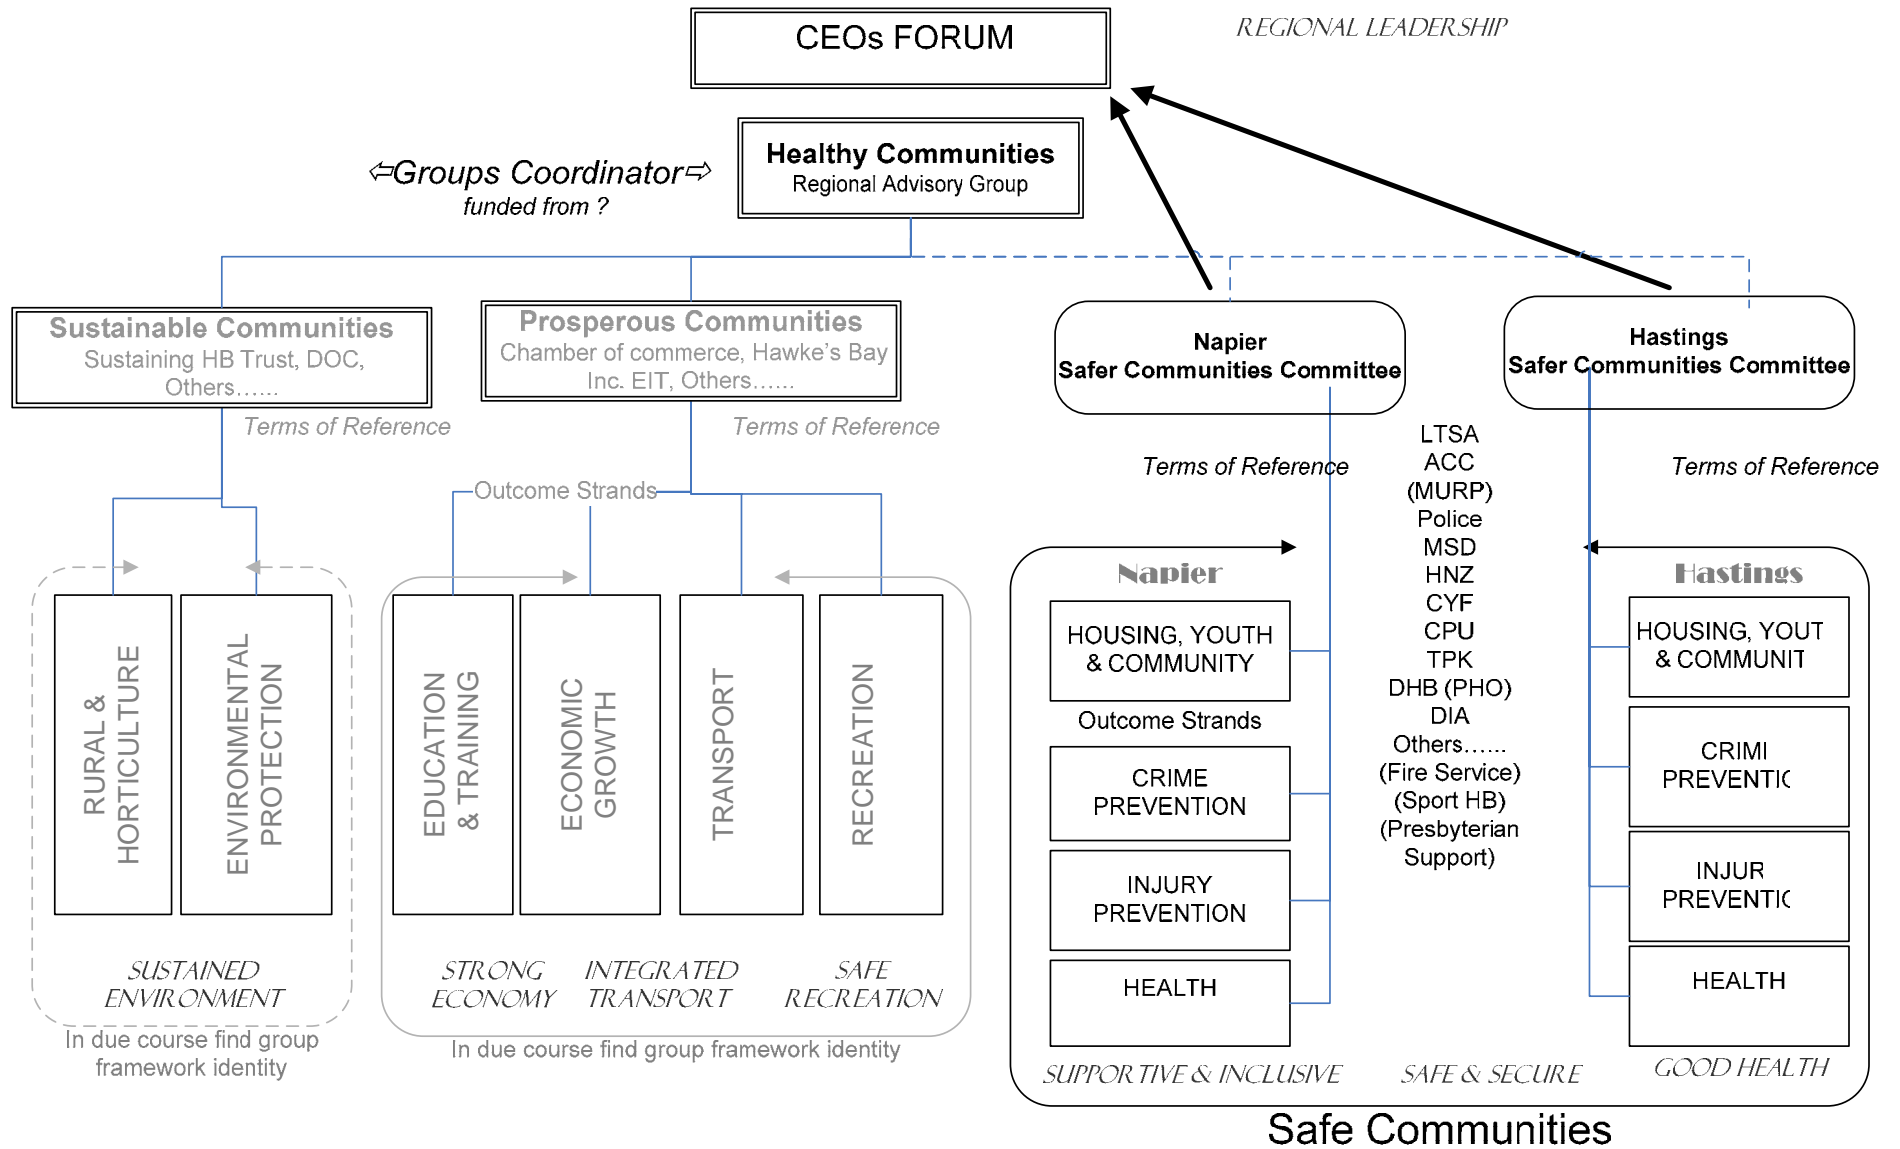 CEOs FORUM
REGIONAL LEADERSHIP
Healthy Communities
Regional Advisory Group
⇦Groups Coordinator⇨
funded from ?
Sustainable Communities
Sustaining HB Trust, DOC,
Others…...
Terms of Reference
Prosperous Communities
Chamber of commerce, Hawke's Bay
Inc. EIT, Others…...
Terms of Reference
Napier
Safer Communities Committee
Terms of Reference
Hastings
Safer Communities Committee
Terms of Reference
Outcome Strands
RURAL &
HORTICULTURE
ENVIRONMENTAL
PROTECTION
SUSTAINED
ENVIRONMENT
In due course find group
framework identity
EDUCATION
& TRAINING
ECONOMIC
GROWTH
TRANSPORT
RECREATION
STRONG
ECONOMY
INTEGRATED
TRANSPORT
SAFE
RECREATION
In due course find group framework identity
Napier
HOUSING, YOUTH
& COMMUNITY
Outcome Strands
CRIME
PREVENTION
INJURY
PREVENTION
HEALTH
LTSA
ACC
(MURP)
Police
MSD
HNZ
CYF
CPU
TPK
DHB (PHO)
DIA
Others…...
(Fire Service)
(Sport HB)
(Presbyterian
Support)
Hastings
HOUSING, YOUT
& COMMUNIT
CRIMI
PREVENTIC
INJUR
PREVENTIC
HEALTH
SUPPORTIVE & INCLUSIVE
SAFE & SECURE
GOOD HEALTH
Safe Communities